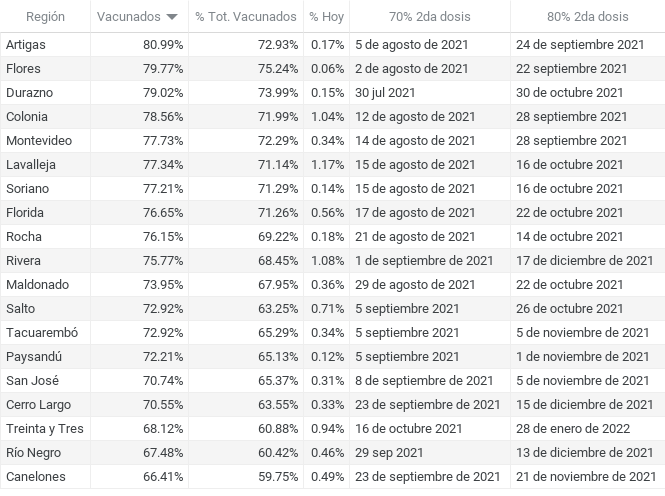 Región Vacunados % Tot. Vacunados % Hoy 70% 2da dosis 80% 2da dosis
Artigas 80.99% 72.93% 0.17% 5 de agosto de 2021 24 de septiembre 2021
Flores 79.77% 75.24% 0.06% 2 de agosto de 2021 22 septiembre 2021
Durazno 79.02% 73.99% 0.15% 30 jul 2021 30 de octubre 2021
Colonia 78.56% 71.99% 1.04% 12 de agosto de 2021 28 septiembre 2021
Montevideo 77.73% 72.29% 0.34% 14 de agosto de 2021 28 septiembre 2021
Lavalleja 77.34% 71.14% 1.17% 15 de agosto de 2021 16 de octubre 2021
Soriano 77.21% 71.29% 0.14% 15 de agosto de 2021 16 de octubre 2021
Florida 76.65% 71.26% 0.56% 17 de agosto de 2021 22 de octubre 2021
Rocha 76.15% 69.22% 0.18% 21 de agosto de 2021 14 de octubre 2021
Rivera 75.77% 68.45% 1.08% 1 de septiembre de 2021 17 de diciembre de 2021
Maldonado 73.95% 67.95% 0.36% 29 de agosto de 2021 22 de octubre 2021
Salto 72.92% 63.25% 0.71% 5 septiembre 2021 26 de octubre 2021
Tacuarembó 72.92% 65.29% 0.34% 5 septiembre 2021 5 de noviembre de 2021
Paysandú 72.21% 65.13% 0.12% 5 septiembre 2021 1 de noviembre de 2021
San José 70.74% 65.37% 0.31% 8 de septiembre de 2021 5 de noviembre de 2021
Cerro Largo 70.55% 63.55% 0.33% 23 de septiembre de 2021 15 de diciembre de 2021
Treinta y Tres 68.12% 60.88% 0.94% 16 de octubre 2021 28 de enero de 2022
Río Negro 67.48% 60.42% 0.46% 29 sep 2021 13 de diciembre de 2021
Canelones 66.41% 59.75% 0.49% 23 de septiembre de 2021 21 de noviembre de 2021